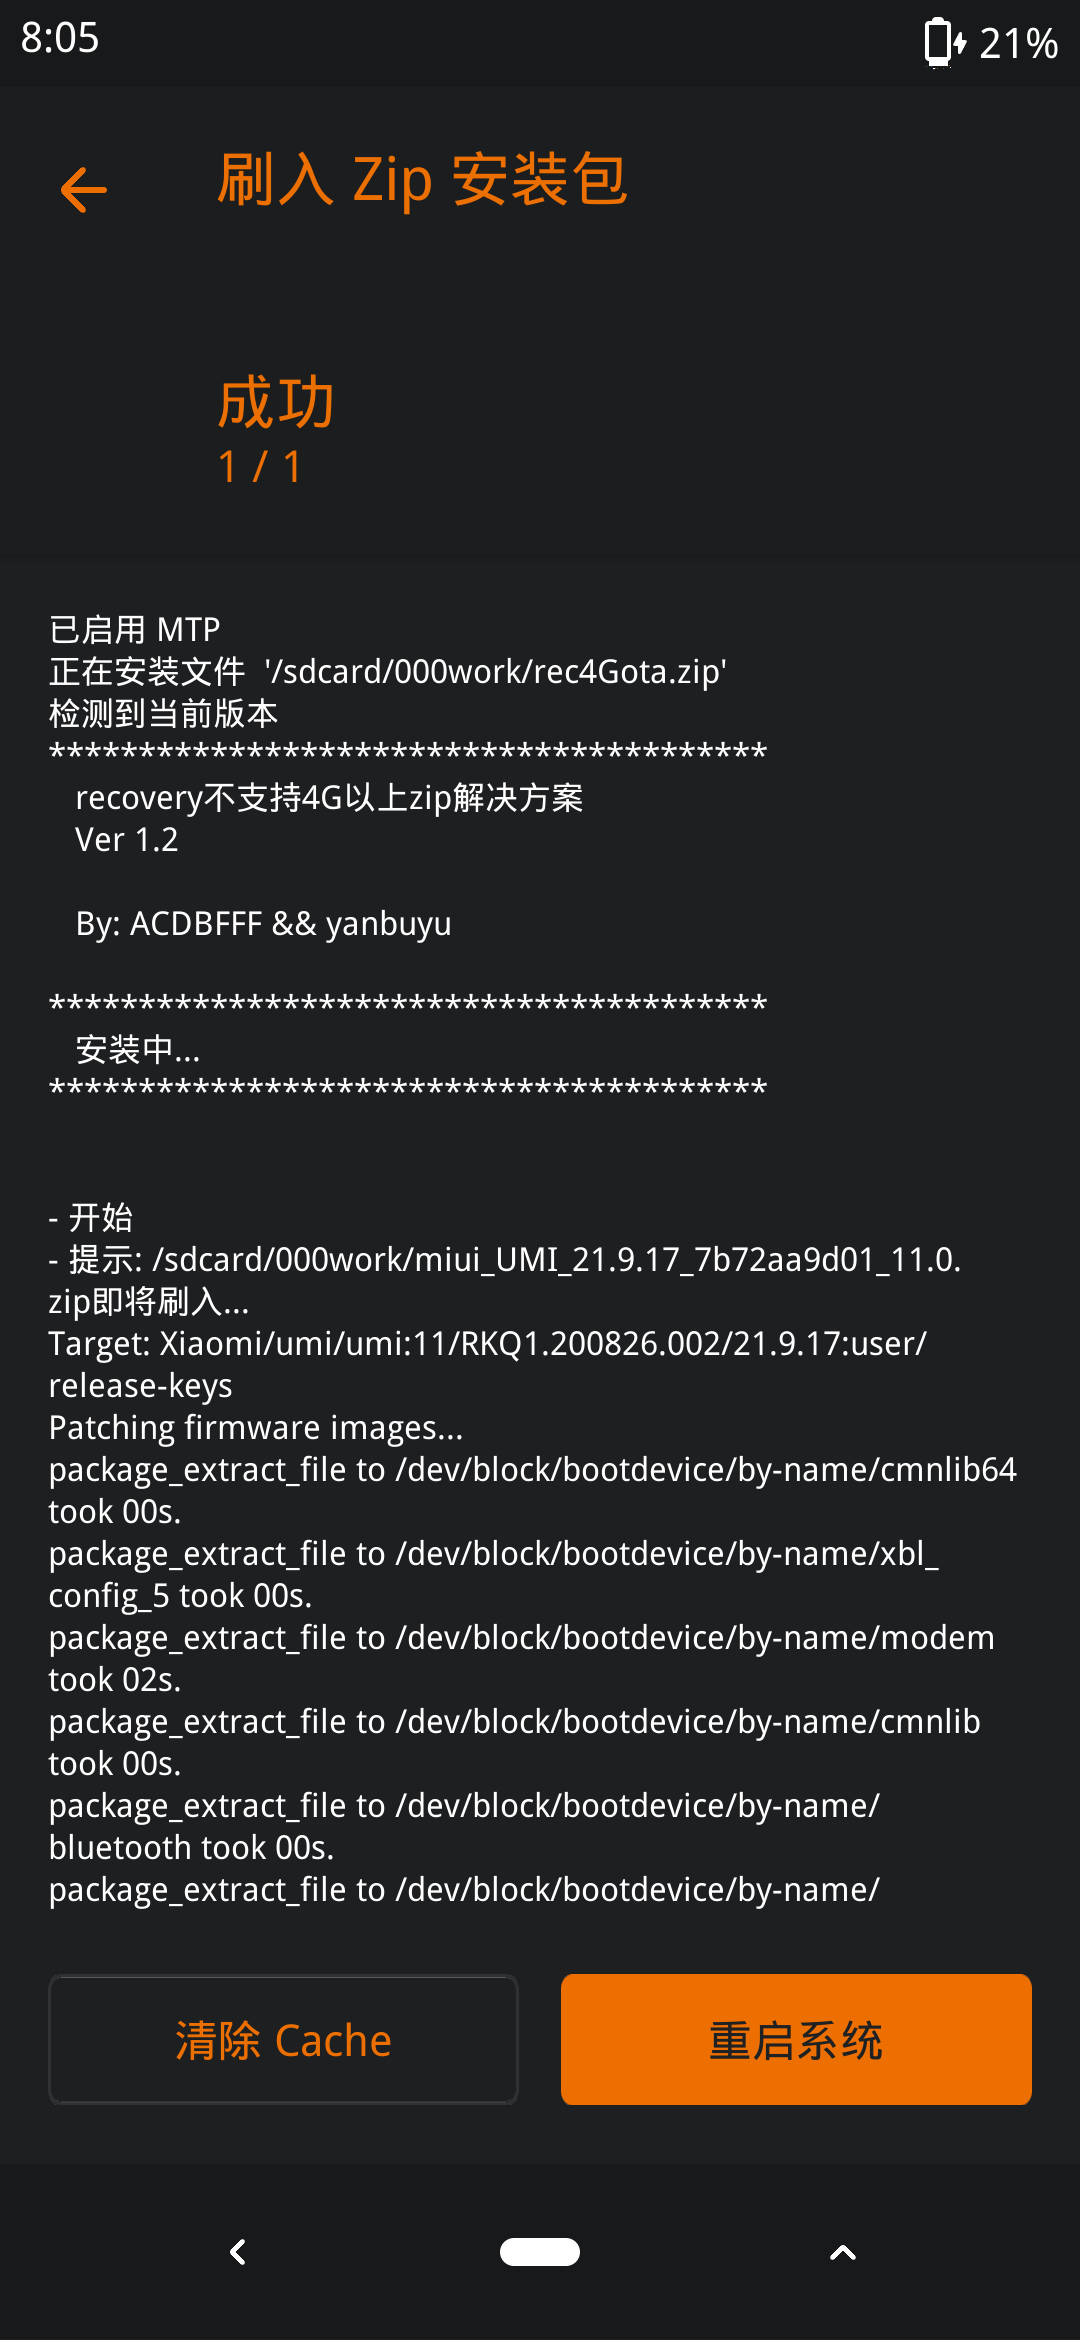 8:05
21%
刷入 Zip 安装包
成功
1 / 1
已启用 MTP
正在安装文件 '/sdcard/000work/rec4Gota.zip'
检测到当前版本
****************************************
recovery不支持4G以上zip解决方案
Ver 1.2
By: ACDBFFF && yanbuyu
****************************************
安装中...
****************************************
- 开始
- 提示: /sdcard/000work/miui_UMI_21.9.17_7b72aa9d01_11.0.
zip即将刷入...
Target: Xiaomi/umi/umi:11/RKQ1.200826.002/21.9.17:user/
release-keys
Patching firmware images...
package_extract_file to /dev/block/bootdevice/by-name/cmnlib64
took 00s.
package_extract_file to /dev/block/bootdevice/by-name/xbl_
config_5 took 00s.
package_extract_file to /dev/block/bootdevice/by-name/modem
took 02s.
package_extract_file to /dev/block/bootdevice/by-name/cmnlib
took 00s.
package_extract_file to /dev/block/bootdevice/by-name/
bluetooth took 00s.
package_extract_file to /dev/block/bootdevice/by-name/
清除 Cache
重启系统